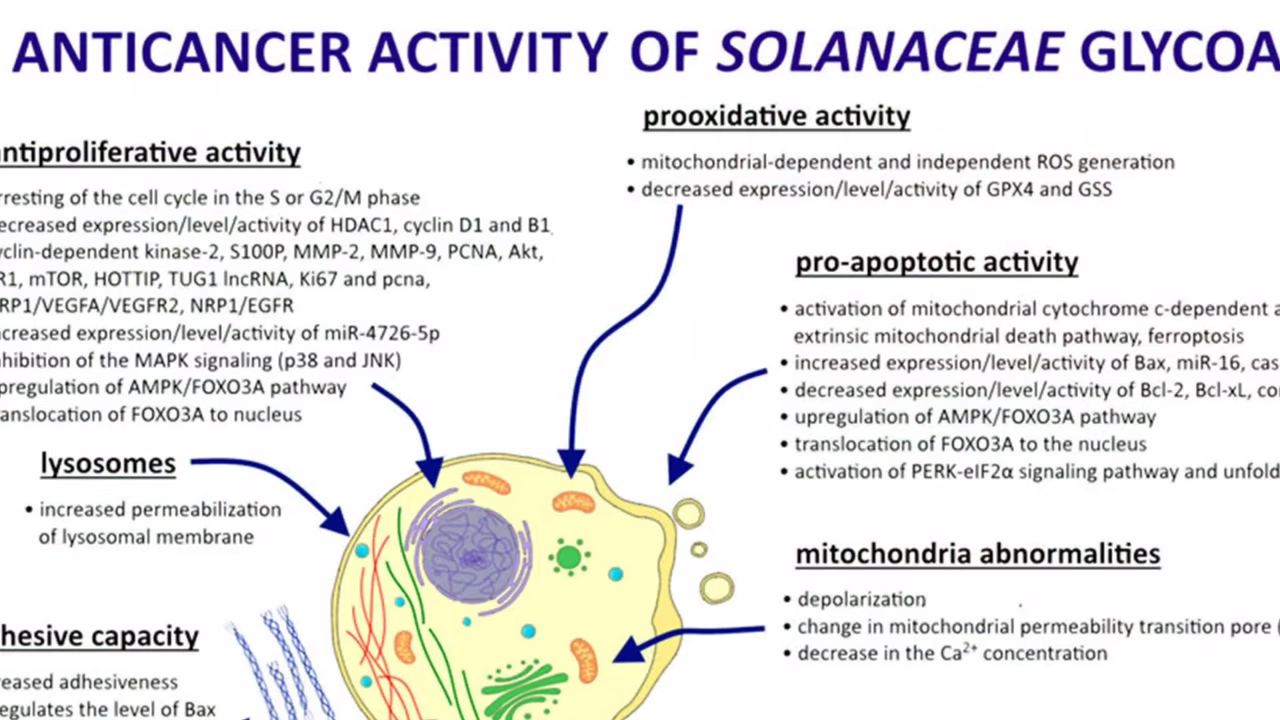 ANTICANCER ACTIVITY OF SOLANACEAE GLYCOA
prooxidative activity
• mitochondrial-dependent and independent ROS generation
• decreased expression/level/activity of GPX4 and GSS
ntiproliferative activity
rresting of the cell cycle in the S or G2/M phase
ecreased expression/level/activity of HDAC1, cyclin D1 and B1,
yclin-dependent kinase-2, S100P, MMP-2, MMP-9, PCNA, Akt,
R1, mTOR, HOTTIP, TUG1 lncRNA, Ki67 and pcna,
RP1/VEGFA/VEGFR2, NRP1/EGFR
ncreased expression/level/activity of miR-4726-5p
nhibition of the MAPK signaling (p38 and JNK)
pregulation of AMPK/FOXO3A pathway
anslocation of FOXO3A to nucleus
pro-apoptotic activity
• activation of mitochondrial cytochrome c-dependent a
extrinsic mitochondrial death pathway, ferroptosis
• increased expression/level/activity of Bax, miR-16, cas
• decreased expression/level/activity of Bcl-2, Bcl-xL, co
• upregulation of AMPK/FOXO3A pathway
• translocation of FOXO3A to the nucleus
• activation of PERK-eIF2α signaling pathway and unfold
lysosomes
• increased permeabilization
of lysosomal membrane
mitochondria abnormalities
• depolarization
• change in mitochondrial permeability transition pore (
• decrease in the Ca²⁺ concentration
hesive capacity
reased adhesiveness
egulates the level of Bax